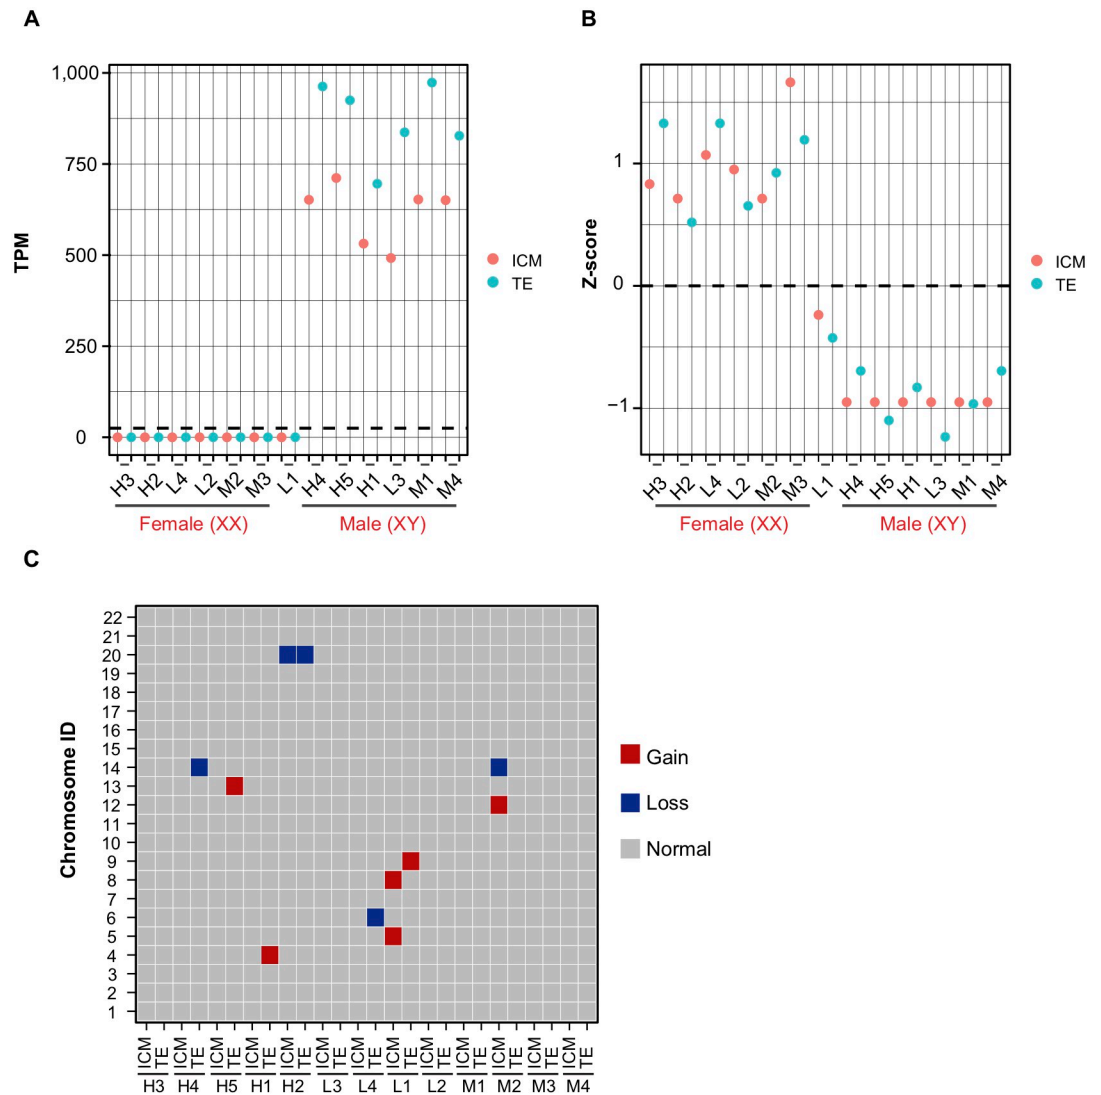 A
1,000
750
500
250
0
TPM
ICM
TE
H3 H2 L4 L2 M2 M3 L1 H4 H5 H1 L3 M1 M4
Female (XX) Male (XY)
B
1
0
−1
Z-score
ICM
TE
H3 H2 L4 L2 M2 M3 L1 H4 H5 H1 L3 M1 M4
Female (XX) Male (XY)
C
22
21
20
19
18
17
16
15
14
13
12
11
10
9
8
7
6
5
4
3
2
1
Chromosome ID
Gain
Loss
Normal
ICM TE ICM TE ICM TE ICM TE ICM TE ICM TE ICM TE ICM TE ICM TE ICM TE ICM TE ICM TE ICM TE
H3 H4 H5 H1 H2 L3 L4 L1 L2 M1 M2 M3 M4